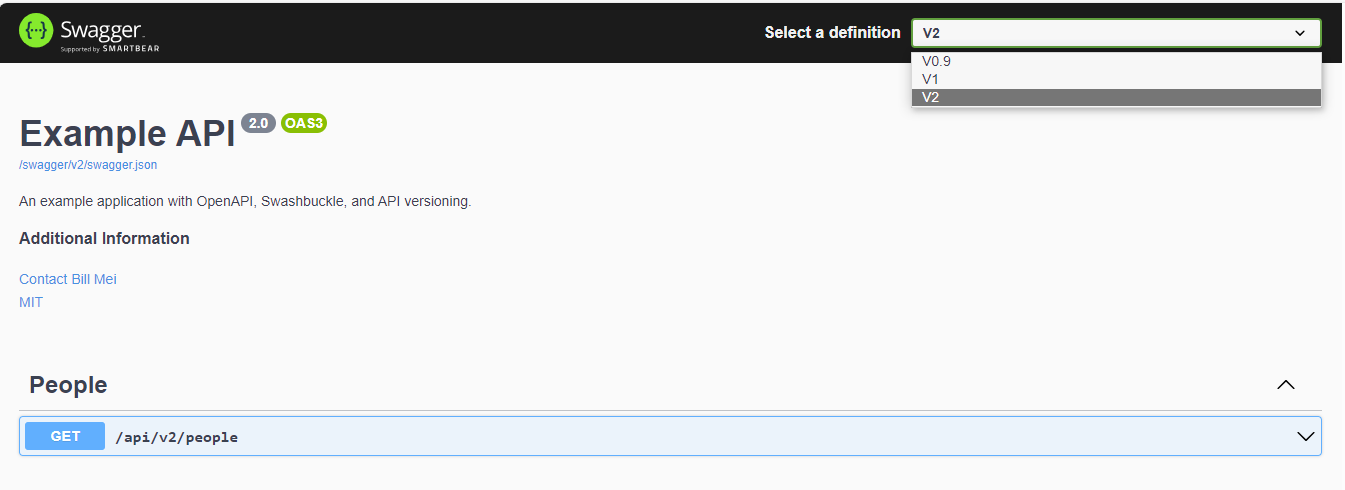 {···} Swagger™
Supported by SMARTBEAR
Select a definition V2
V0.9
V1
V2
Example API 2.0 OAS3
/swagger/v2/swagger.json
An example application with OpenAPI, Swashbuckle, and API versioning.
Additional Information
Contact Bill Mei
MIT
People
GET /api/v2/people